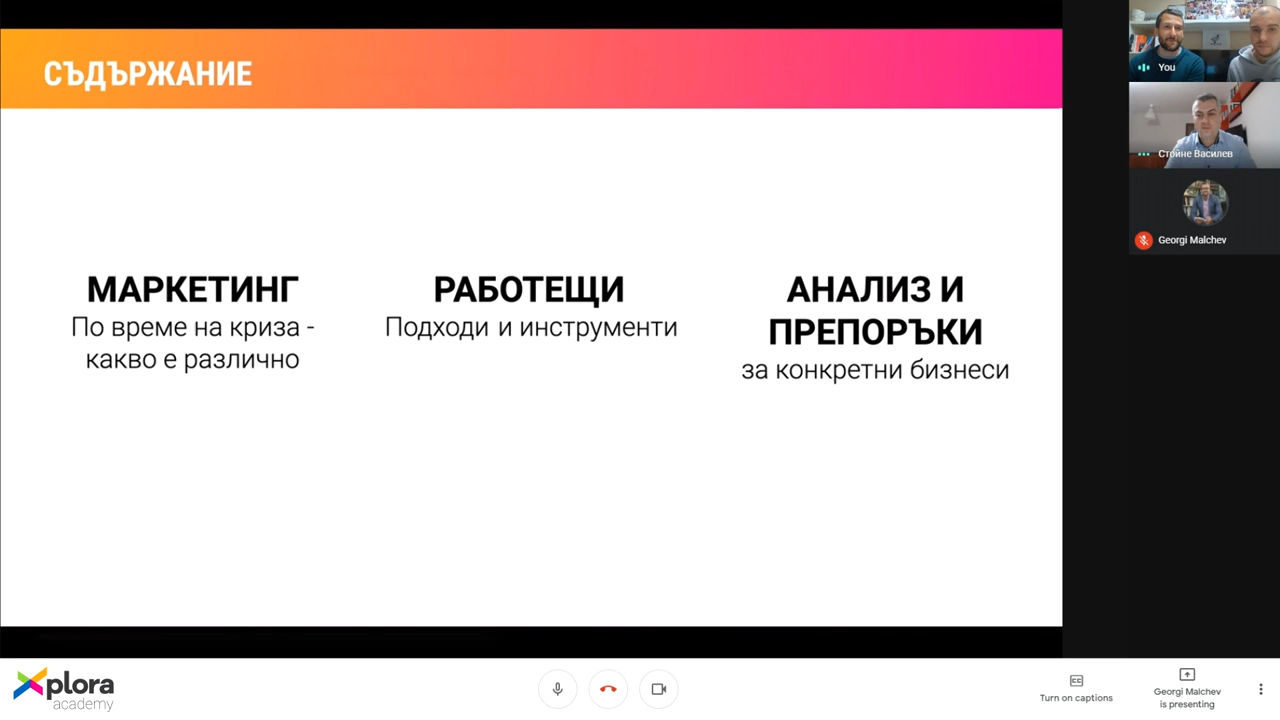 СЪДЪРЖАНИЕ
МАРКЕТИНГ
По време на криза -
какво е различно
РАБОТЕЩИ
Подходи и инструменти
АНАЛИЗ И
ПРЕПОРЪКИ
за конкретни бизнеси
You
Стойне Василев
Georgi Malchev
Xplora
academy
Turn on captions
Georgi Malchev
is presenting